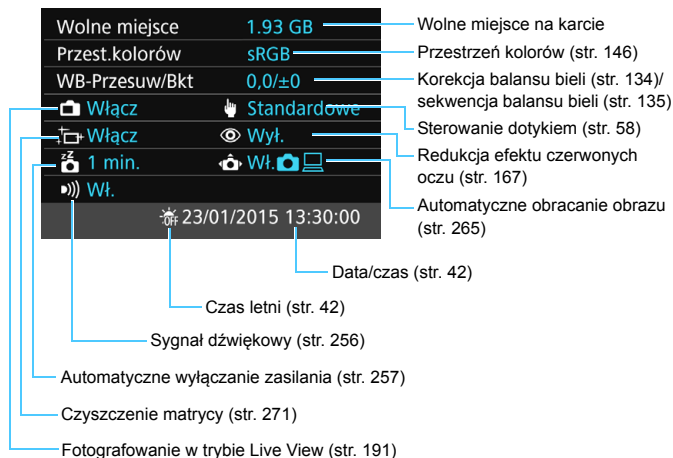 Wolne miejsce 1.93 GB
Przest.kolorów sRGB
WB-Przesuw/Bkt 0,0/±0
Włącz Standardowe
Włącz Wył.
zZ 1 min. Wł.
Wł.
OFF 23/01/2015 13:30:00
Wolne miejsce na karcie
Przestrzeń kolorów (str. 146)
Korekcja balansu bieli (str. 134)/
sekwencja balansu bieli (str. 135)
Sterowanie dotykiem (str. 58)
Redukcja efektu czerwonych
oczu (str. 167)
Automatyczne obracanie obrazu
(str. 265)
Data/czas (str. 42)
Czas letni (str. 42)
Sygnał dźwiękowy (str. 256)
Automatyczne wyłączanie zasilania (str. 257)
Czyszczenie matrycy (str. 271)
Fotografowanie w trybie Live View (str. 191)